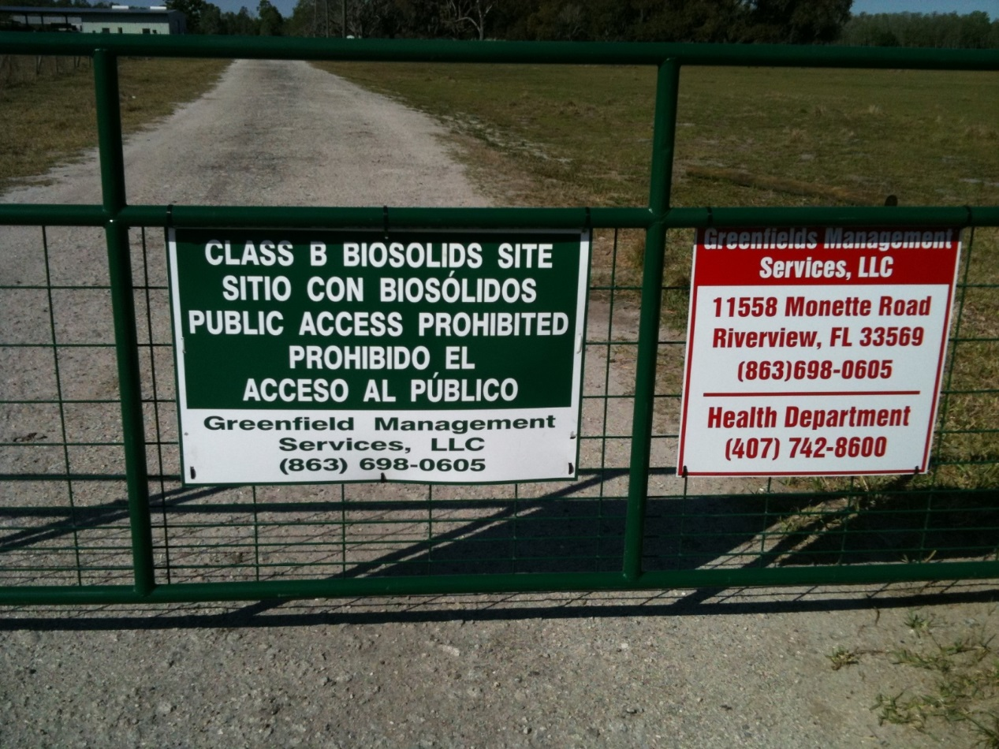 CLASS B BIOSOLIDS SITE
SITIO CON BIOSÓLIDOS
PUBLIC ACCESS PROHIBITED
PROHIBIDO EL
ACCESO AL PÚBLICO
Greenfield Management
Services, LLC
(863) 698-0605
Greenfields Management
Services, LLC
11558 Monette Road
Riverview, FL 33569
(863)698-0605
Health Department
(407) 742-8600